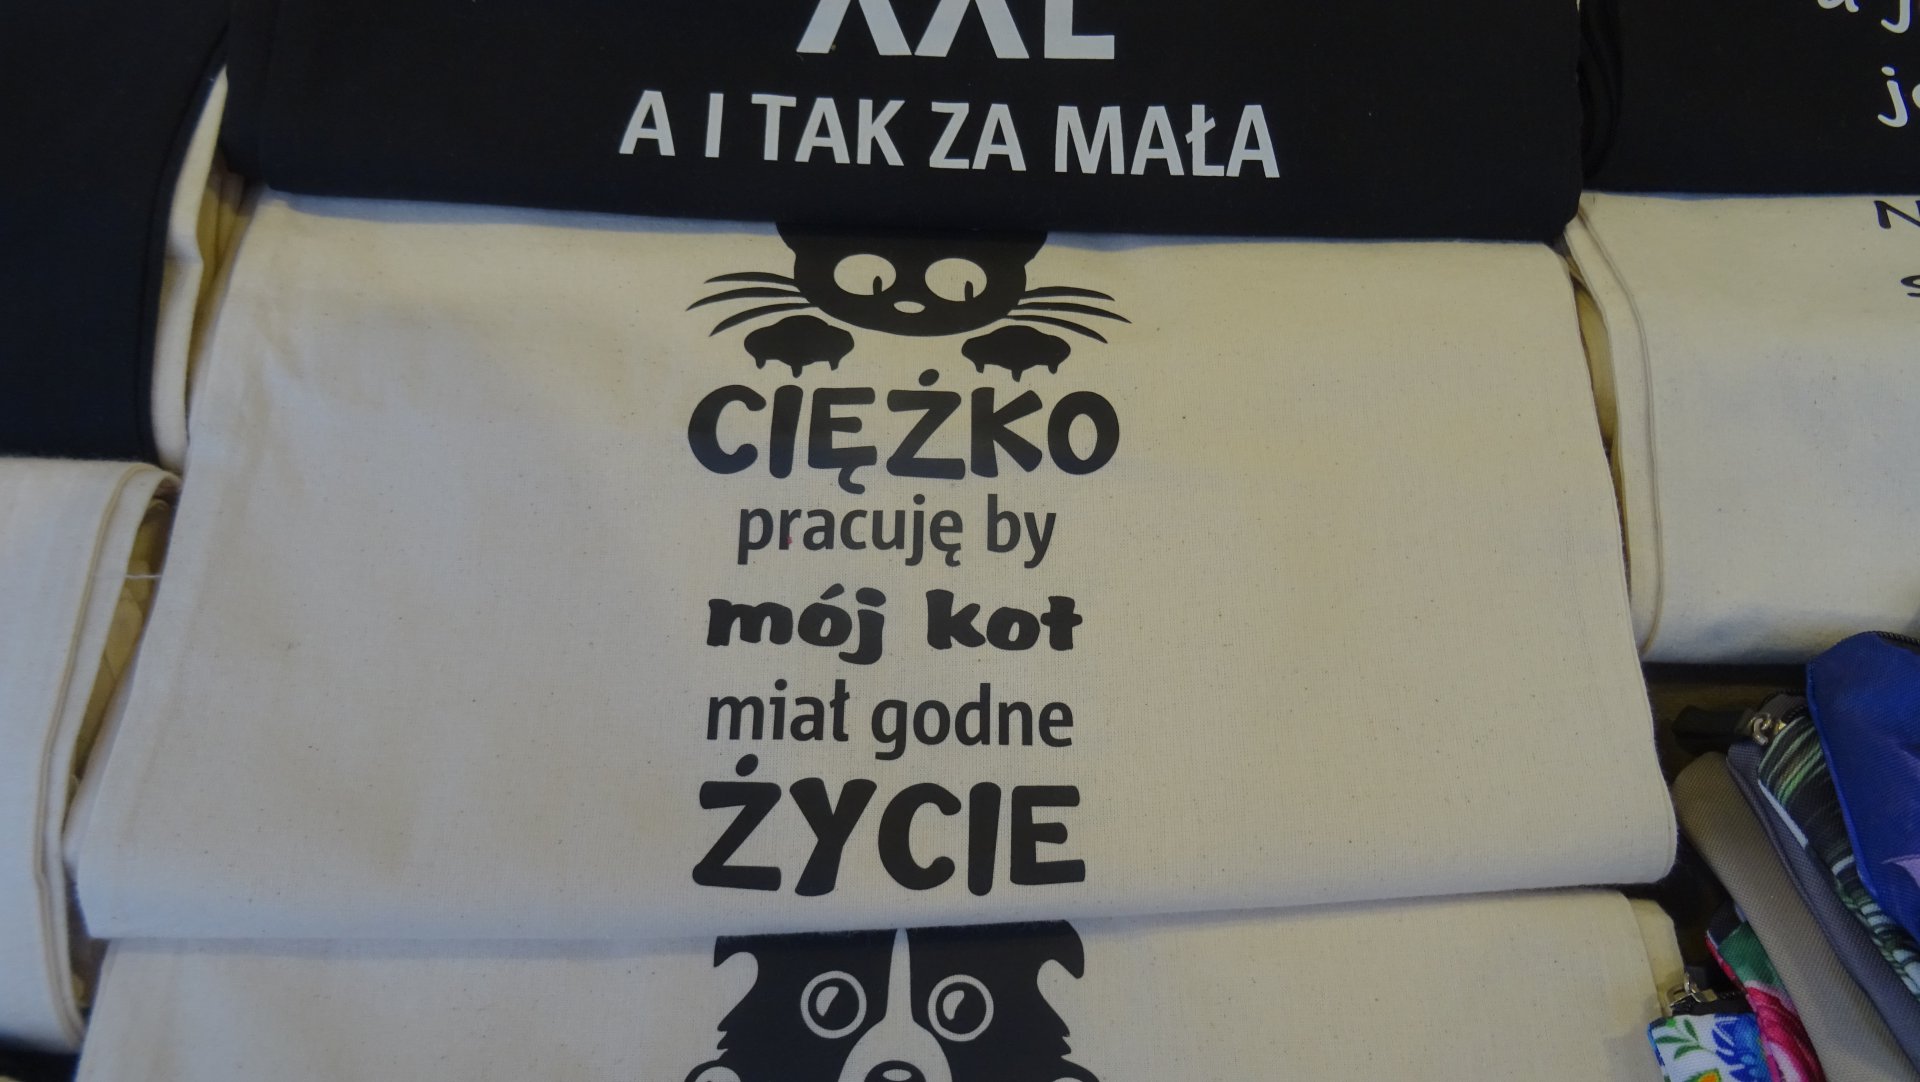 XXL
A I TAK ZA MAŁA
CIĘŻKO
pracuję by
mój kot
miał godne
ŻYCIE